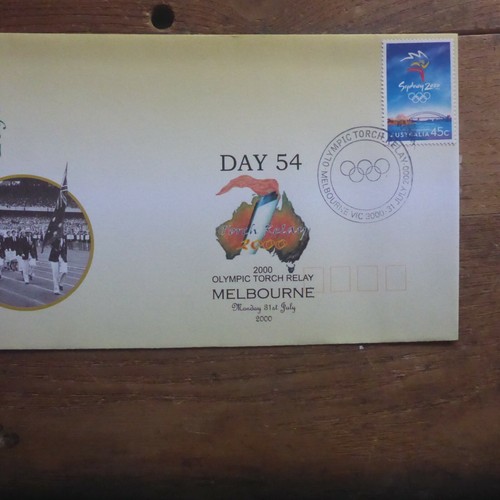 Sydney 2000
AUSTRALIA 45c
OLYMPIC TORCH RELAY 2000
MELBOURNE VIC 3000 - 31 JULY
DAY 54
Torch Relay
2000
2000
OLYMPIC TORCH RELAY
MELBOURNE
Monday 31st July
2000